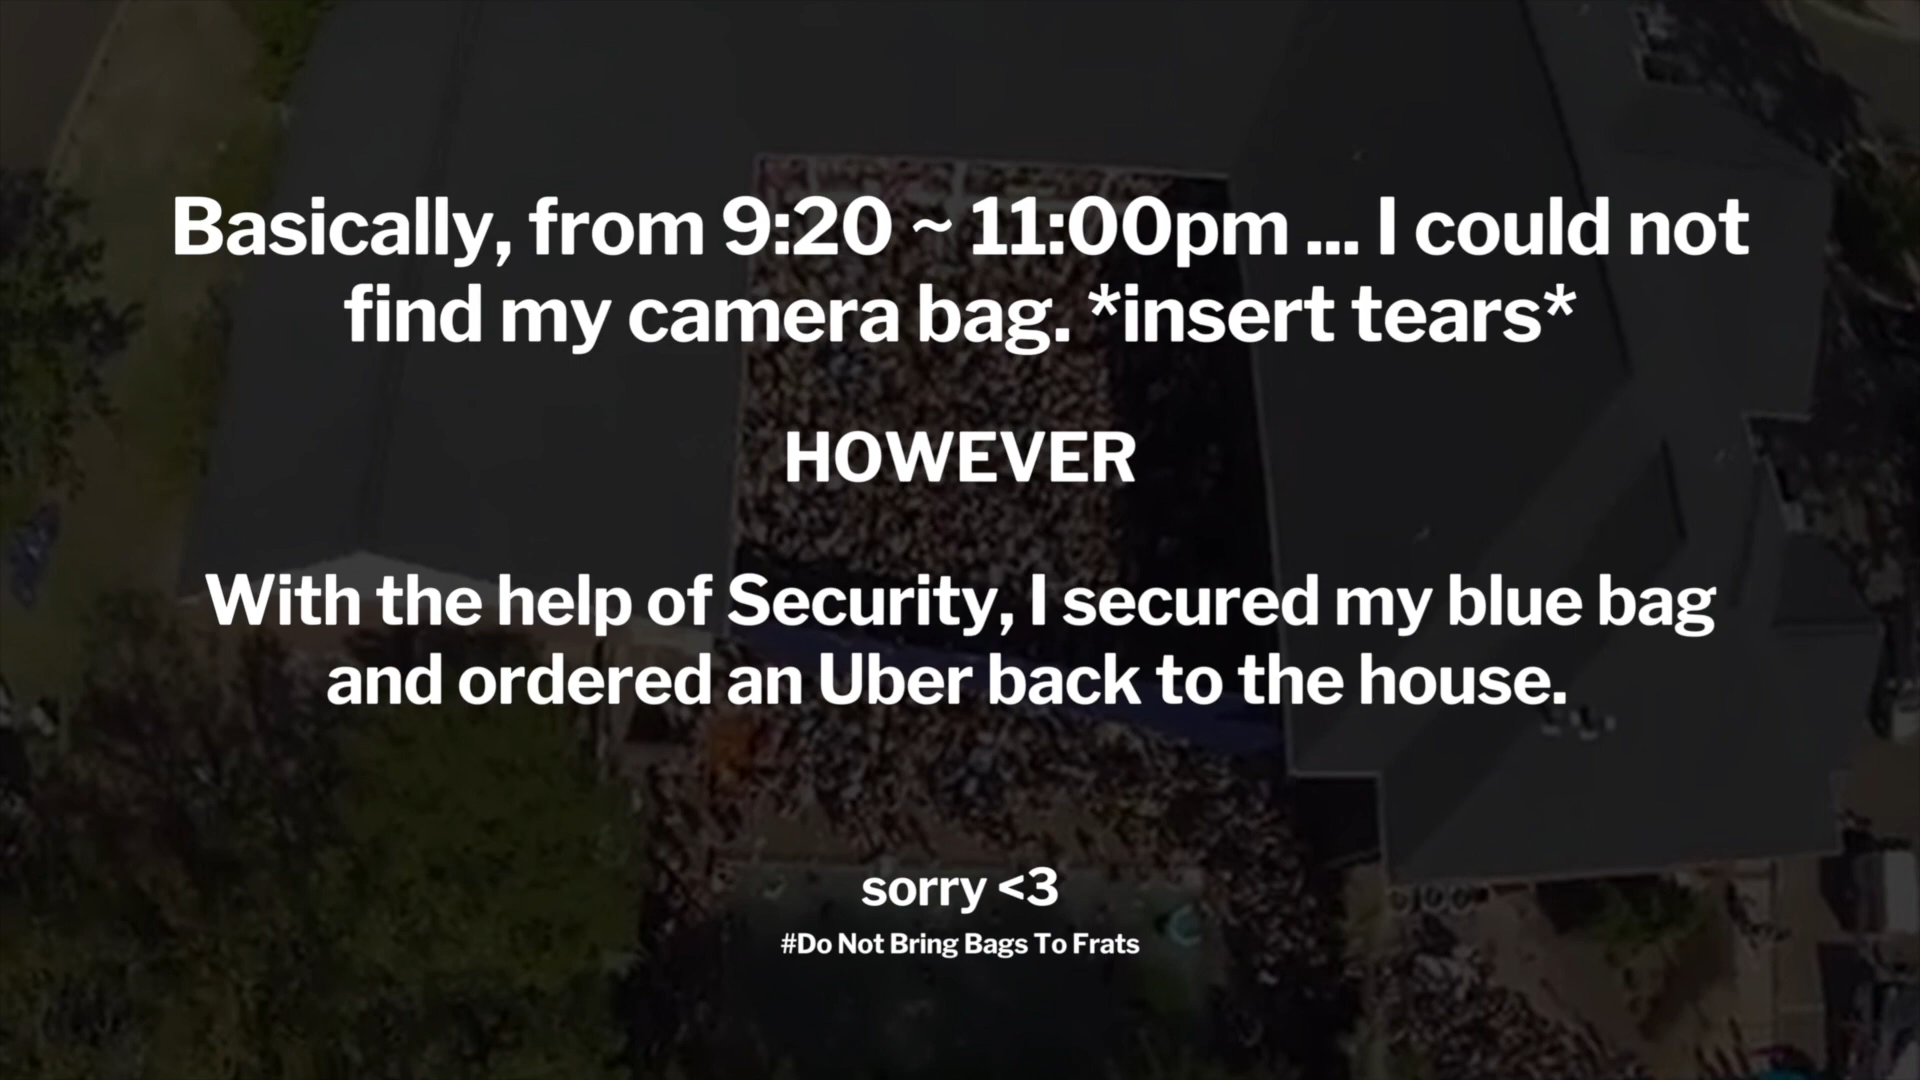 Basically, from 9:20 ~ 11:00pm ... I could not
find my camera bag. *insert tears*
HOWEVER
With the help of Security, I secured my blue bag
and ordered an Uber back to the house.
sorry <3
#Do Not Bring Bags To Frats